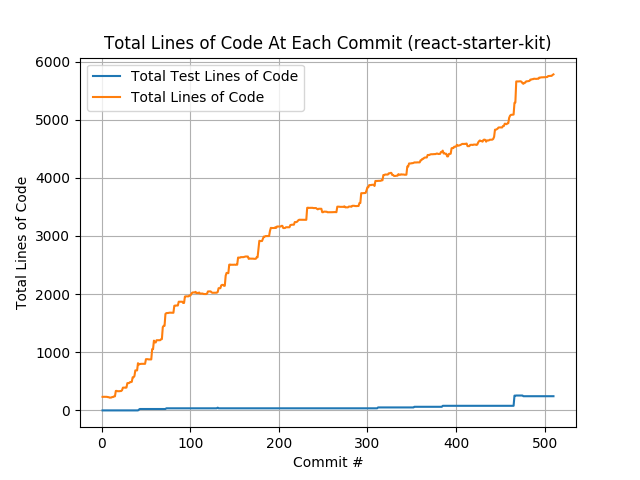 Total Lines of Code At Each Commit (react-starter-kit)
Total Test Lines of Code
Total Lines of Code
6000
5000
4000
3000
2000
1000
0
Total Lines of Code
0
100
200
300
400
500
Commit #